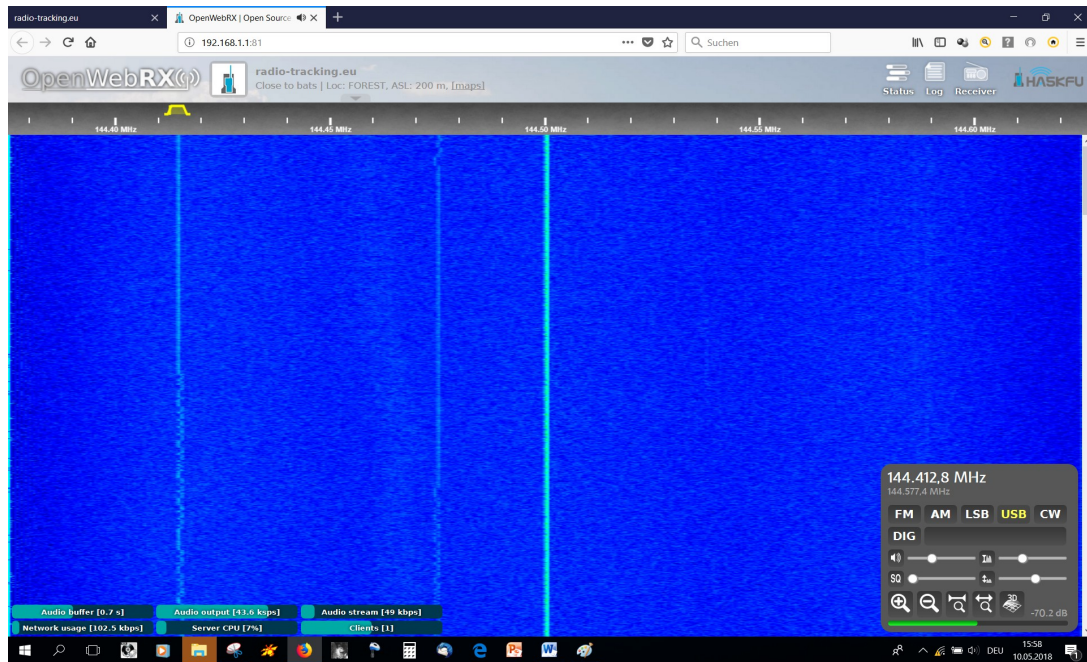 radio-tracking.eu
OpenWebRX | Open Source
192.168.1.1:81
Suchen
OpenWebRX
radio-tracking.eu
Close to bats | Loc: FOREST, ASL: 200 m, [maps]
Status Log Receiver
HASKFU
144.40 MHz 144.45 MHz 144.50 MHz 144.55 MHz 144.60 MHz
144.412,8 MHz
144.577,4 MHz
FM AM LSB USB CW
DIG
SQ
3D
-70.2 dB
Audio buffer [0.7 s] Audio output [43.6 ksps] Audio stream [49 kbps]
Network usage [102.5 kbps] Server CPU [7%] Clients [1]
DEU
15:58
10.05.2018